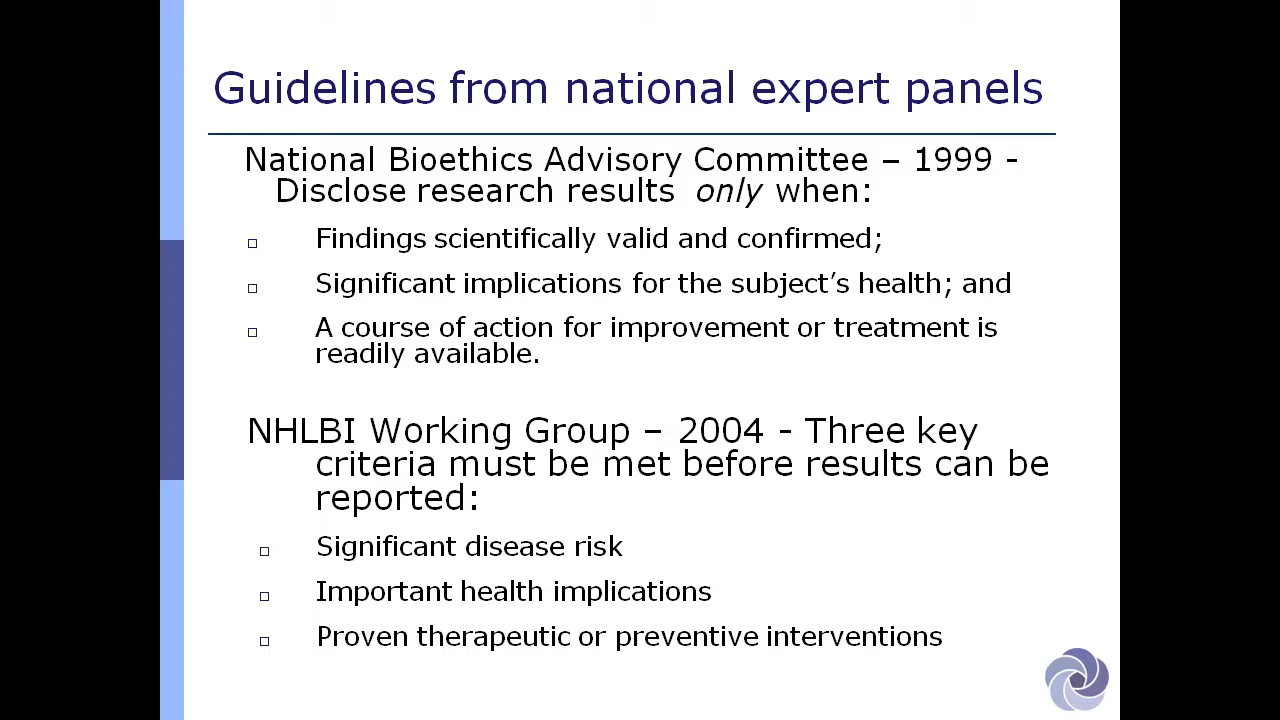 Guidelines from national expert panels
National Bioethics Advisory Committee – 1999 -
Disclose research results only when:
Findings scientifically valid and confirmed;
Significant implications for the subject’s health; and
A course of action for improvement or treatment is
readily available.
NHLBI Working Group – 2004 - Three key
criteria must be met before results can be
reported:
Significant disease risk
Important health implications
Proven therapeutic or preventive interventions